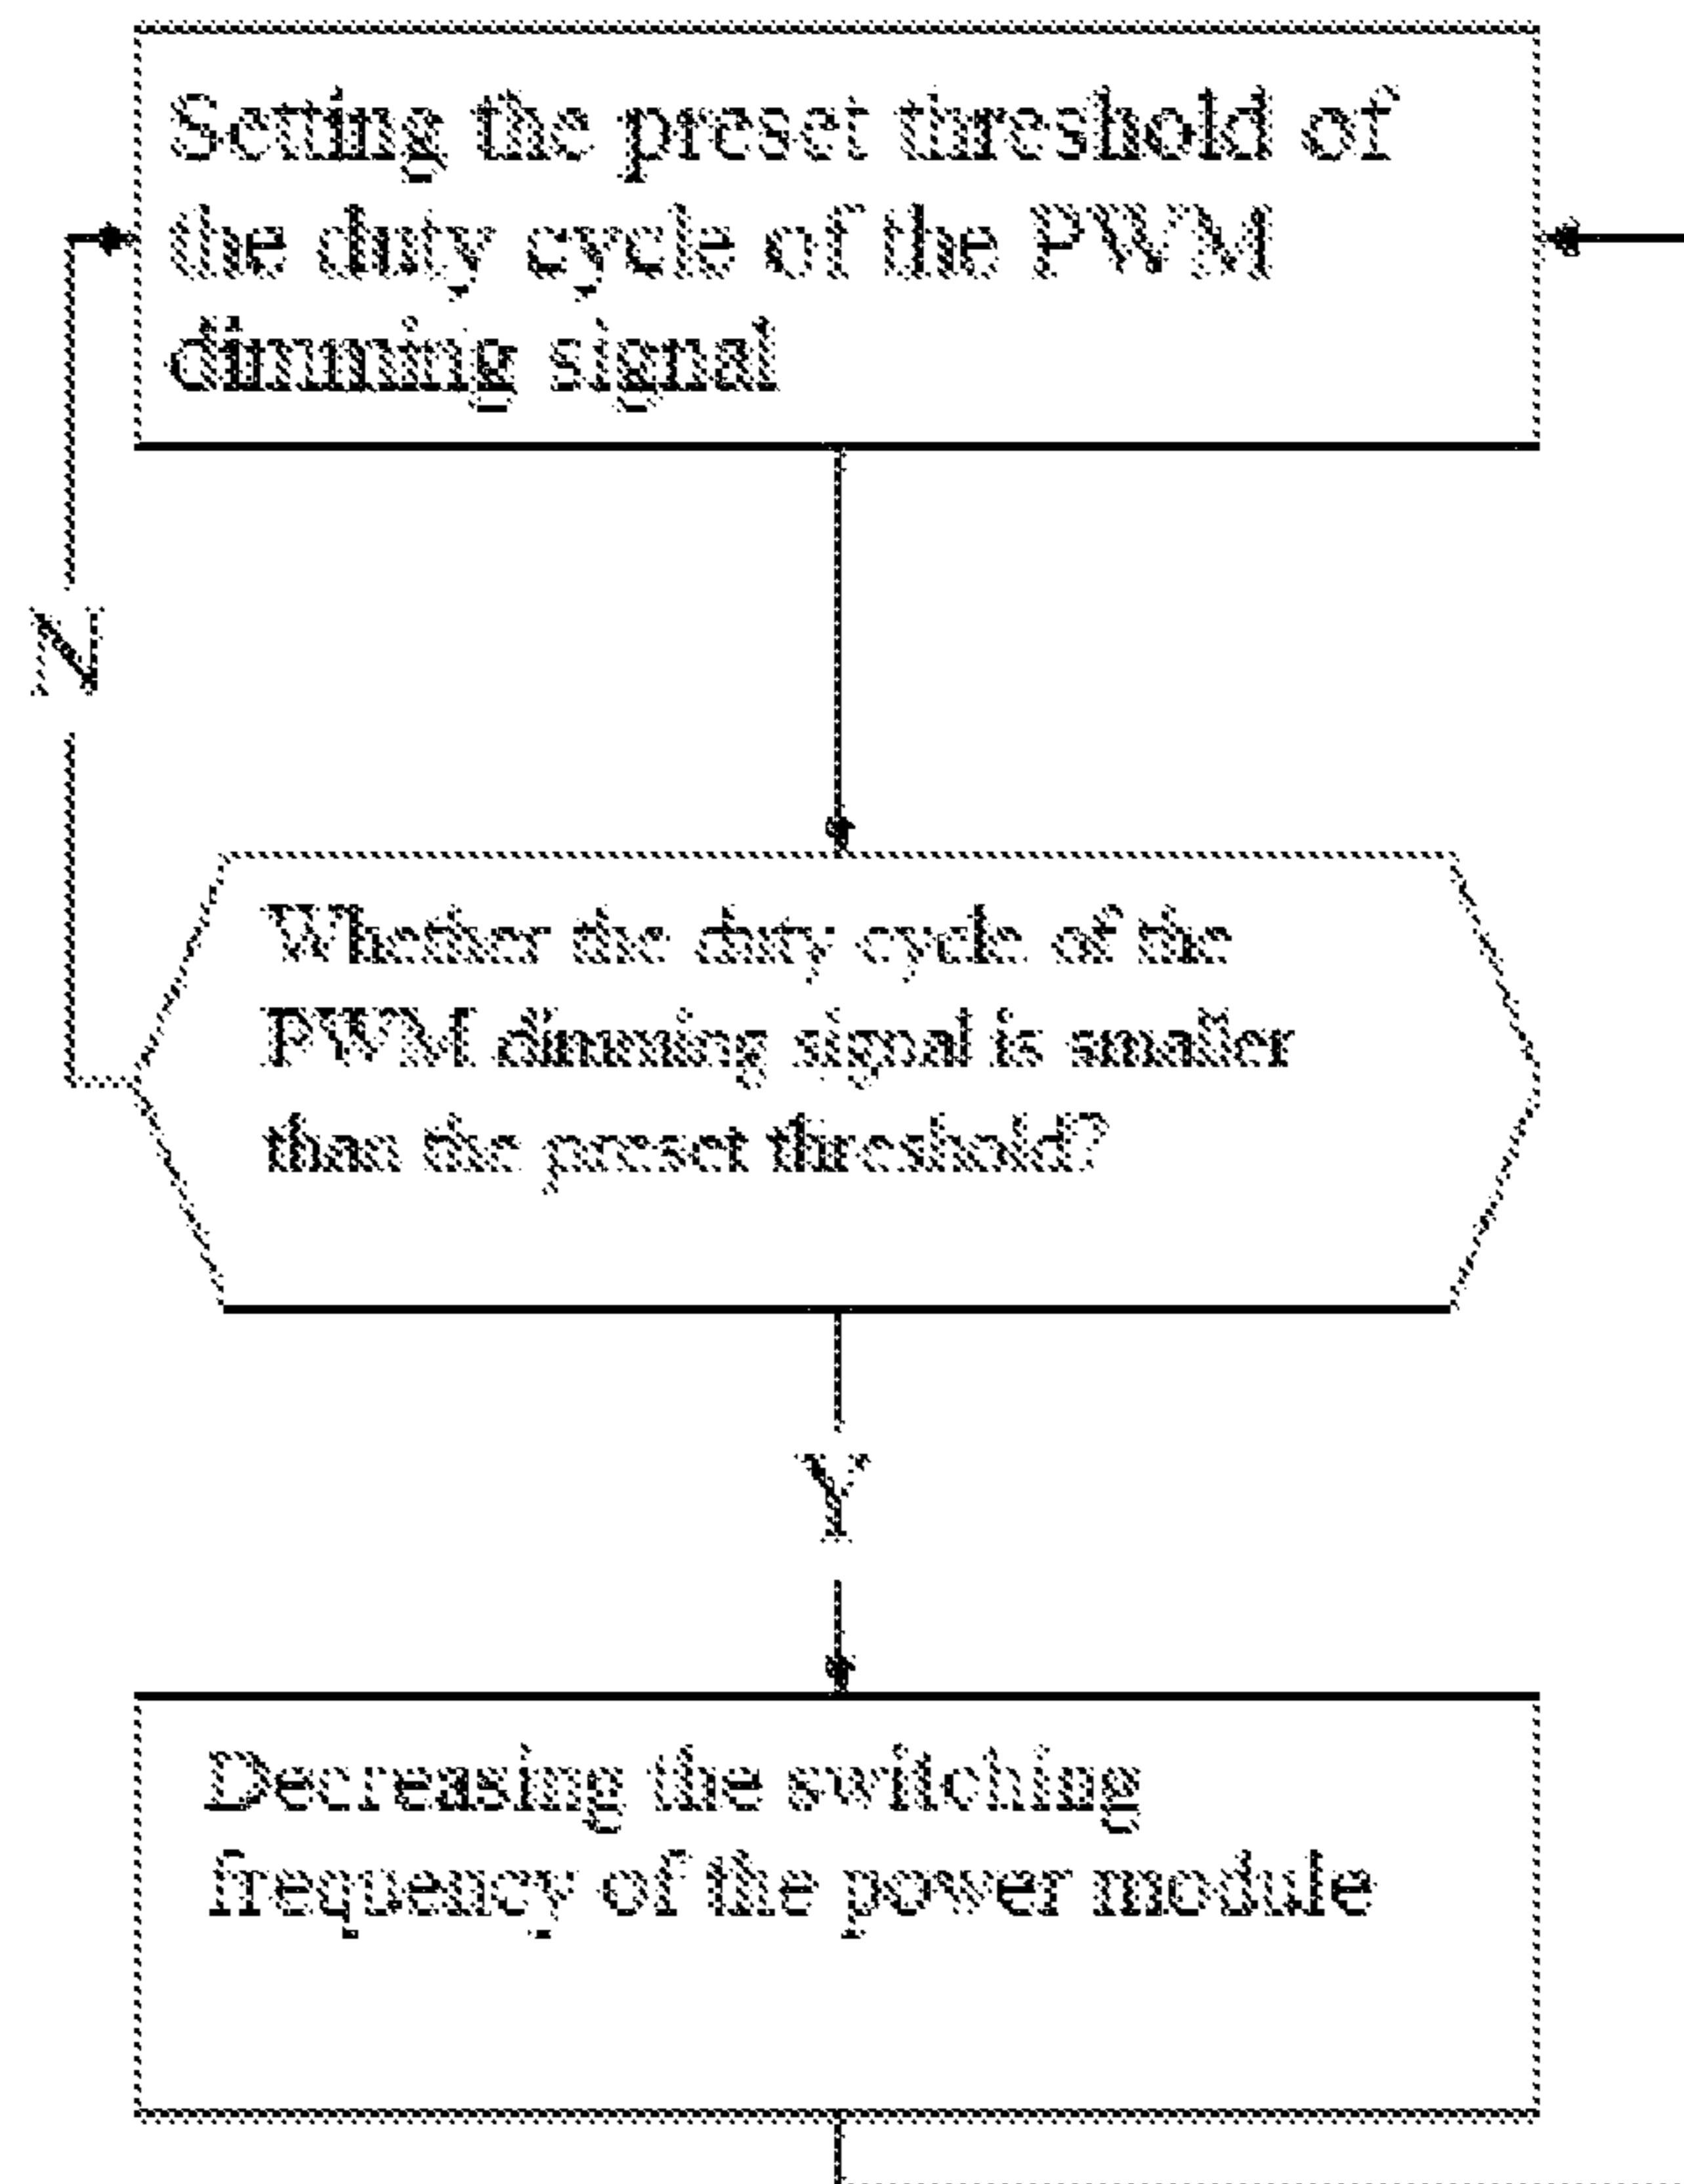 Setting the preset threshold of
the duty cycle of the PWM
dimming signal
N
Whether the duty cycle of the
PWM dimming signal is smaller
than the preset threshold?
Y
Decreasing the switching
frequency of the power module